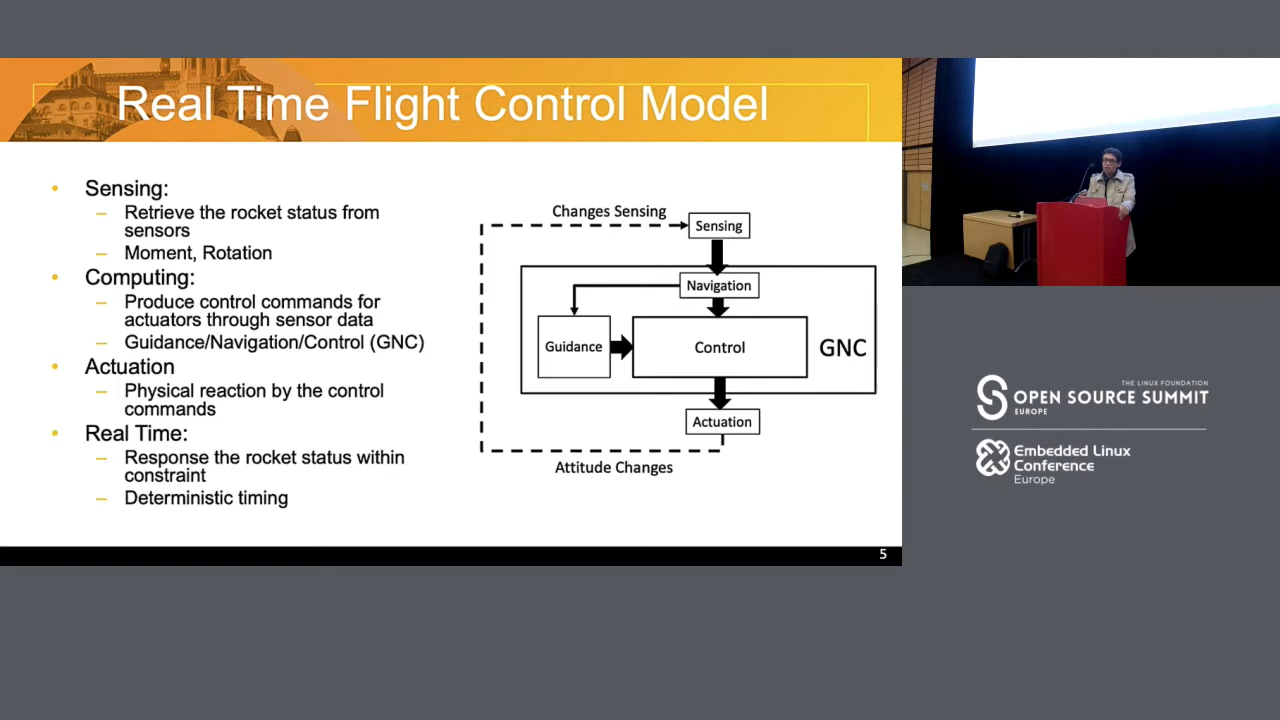 Real Time Flight Control Model
• Sensing:
– Retrieve the rocket status from
sensors
– Moment, Rotation
• Computing:
– Produce control commands for
actuators through sensor data
– Guidance/Navigation/Control (GNC)
• Actuation
– Physical reaction by the control
commands
• Real Time:
– Response the rocket status within
constraint
– Deterministic timing
Changes Sensing
Sensing
Navigation
Guidance
Control
GNC
Actuation
Attitude Changes
5
THE LINUX FOUNDATION
OPEN SOURCE SUMMIT
EUROPE
Embedded Linux
Conference
Europe